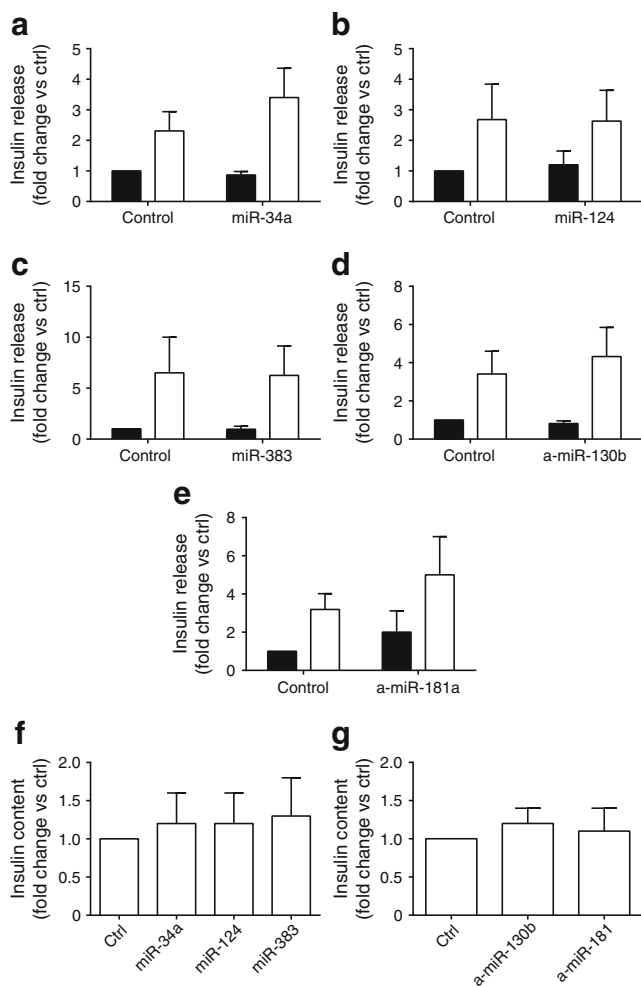 a
Insulin release
(fold change vs ctrl)
5
4
3
2
1
0
Control
miR-34a
b
Insulin release
(fold change vs ctrl)
5
4
3
2
1
0
Control
miR-124
c
Insulin release
(fold change vs ctrl)
15
10
5
0
Control
miR-383
d
Insulin release
(fold change vs ctrl)
8
6
4
2
0
Control
a-miR-130b
e
Insulin release
(fold change vs ctrl)
8
6
4
2
0
Control
a-miR-181a
f
Insulin content
(fold change vs ctrl)
2.0
1.5
1.0
0.5
0
Ctrl
miR-34a
miR-124
miR-383
g
Insulin content
(fold change vs ctrl)
2.0
1.5
1.0
0.5
0
Ctrl
a-miR-130b
a-miR-181